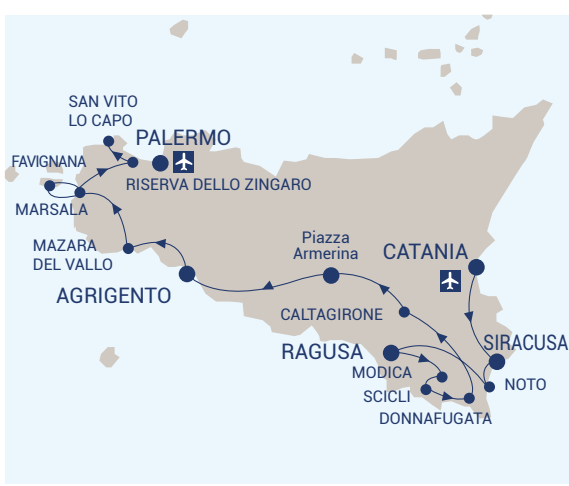 SAN VITO
LO CAPO
PALERMO
FAVIGNANA
RISERVA DELLO ZINGARO
MARSALA
MAZARA
DEL VALLO
Piazza
Armerina
CATANIA
AGRIGENTO
CALTAGIRONE
RAGUSA
SIRACUSA
MODICA
NOTO
SCICLI
DONNAFUGATA